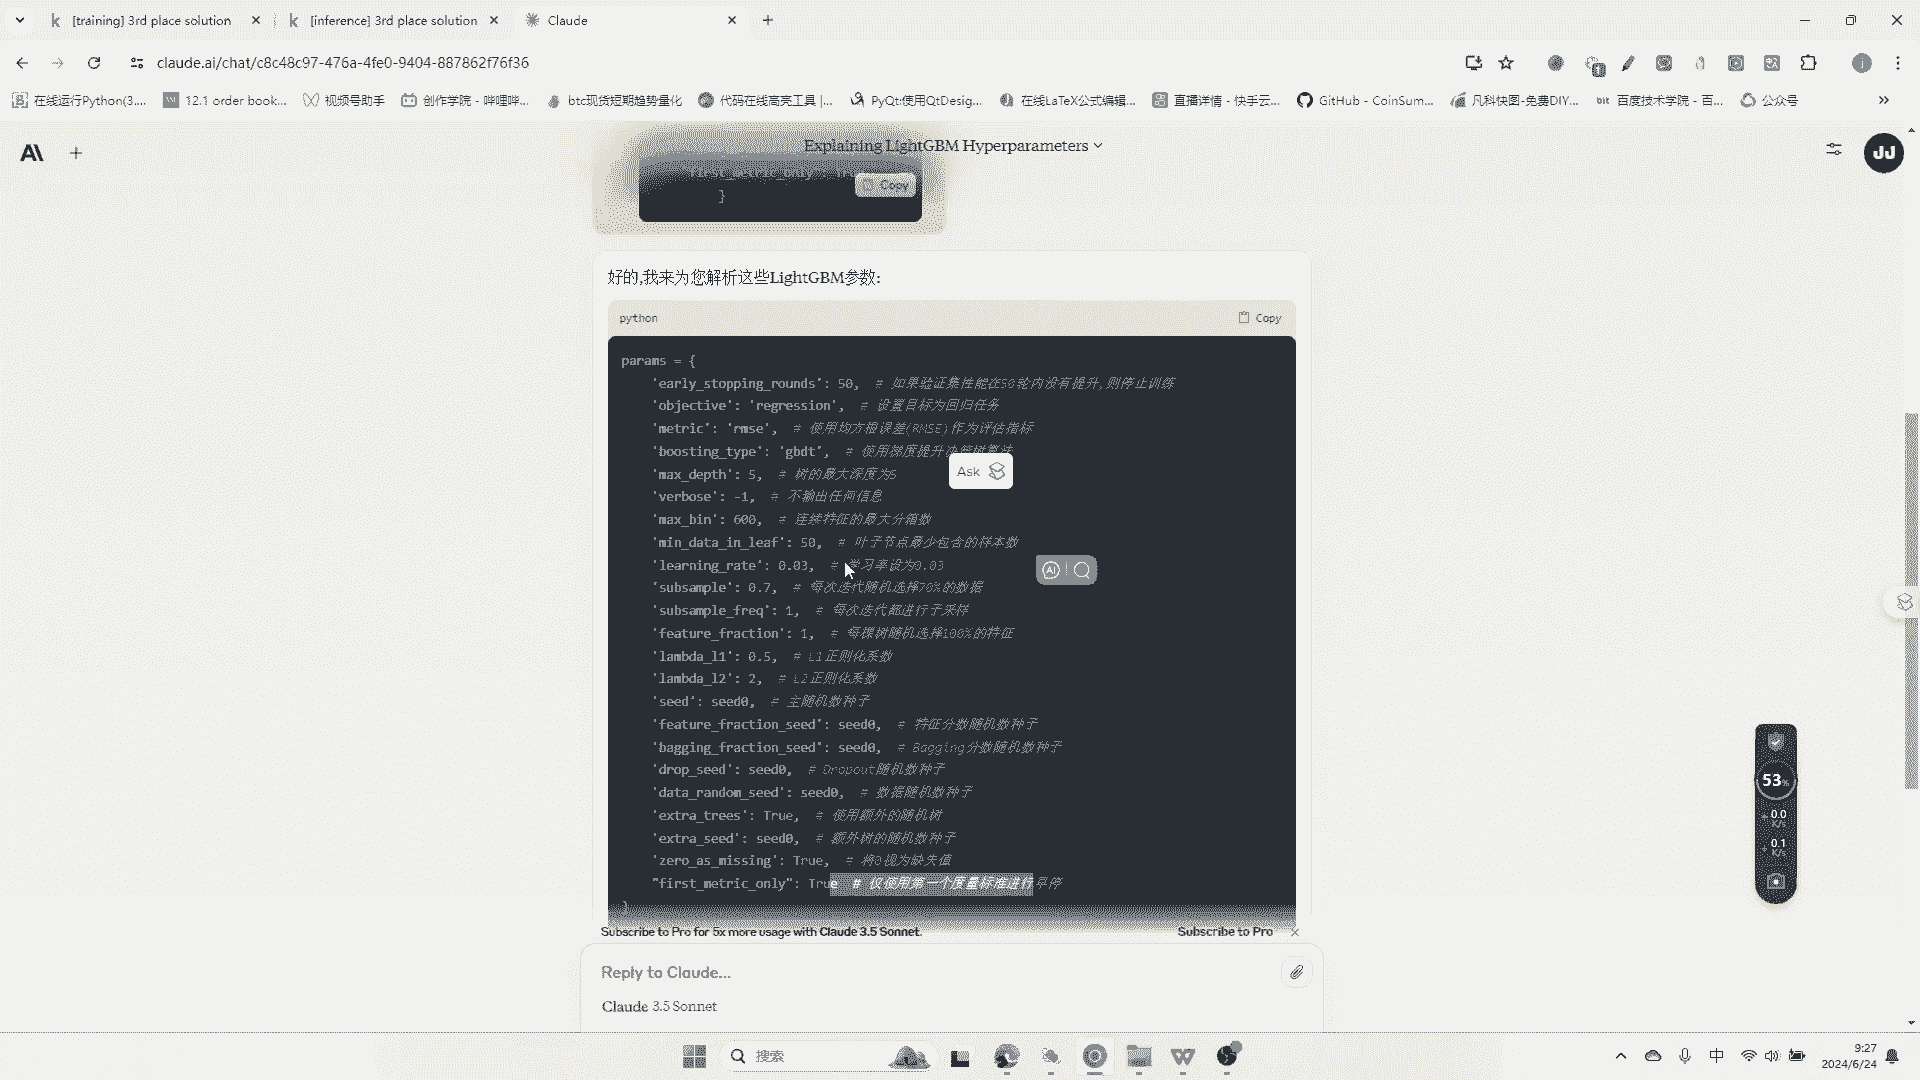 [training] 3rd place solution
[inference] 3rd place solution
Claude
claude.ai/chat/c8c48c97-476a-4fe0-9404-887862f76f36
在线运行Python(3....
12.1 order book...
视频号助手
创作学院 - 哔哩哔...
btc现货短期趋势量化
代码在线高亮工具 |...
PyQt:使用QtDesig...
在线LaTeX公式编辑...
直播详情 - 快手云...
GitHub - CoinSum...
凡科快图-免费DIY...
百度技术学院 - 百...
公众号
Explaining LightGBM Hyperparameters
JJ
"first_metric_only": True
Copy
}
好的,我来为您解析这些LightGBM参数:
python
Copy
params = {
'early_stopping_rounds': 50, # 如果验证集性能在50轮内没有提升,则停止训练
'objective': 'regression', # 设置目标为回归任务
'metric': 'rmse', # 使用均方根误差(RMSE)作为评估指标
'boosting_type': 'gbdt', # 使用梯度提升决策树算法
'max_depth': 5, # 树的最大深度为5
Ask
'verbose': -1, # 不输出任何信息
'max_bin': 600, # 连续特征的最大分箱数
'min_data_in_leaf': 50, # 叶子节点最少包含的样本数
'learning_rate': 0.03, # 学习率设为0.03
'subsample': 0.7, # 每次迭代随机选择70%的数据
'subsample_freq': 1, # 每次迭代都进行子采样
'feature_fraction': 1, # 每棵树随机选择100%的特征
'lambda_l1': 0.5, # L1正则化系数
'lambda_l2': 2, # L2正则化系数
'seed': seed0, # 主随机数种子
'feature_fraction_seed': seed0, # 特征分数随机数种子
'bagging_fraction_seed': seed0, # Bagging分数随机数种子
'drop_seed': seed0, # Dropout随机数种子
'data_random_seed': seed0, # 数据随机数种子
'extra_trees': True, # 使用额外的随机树
'extra_seed': seed0, # 额外树的随机数种子
'zero_as_missing': True, # 将0视为缺失值
"first_metric_only": True # 仅使用第一个度量标准进行早停
}
53%
0.0
K/s
0.1
K/s
Subscribe to Pro for 5x more usage with Claude 3.5 Sonnet.
Subscribe to Pro
Reply to Claude...
Claude 3.5 Sonnet
搜索
中
9:27
2024/6/24